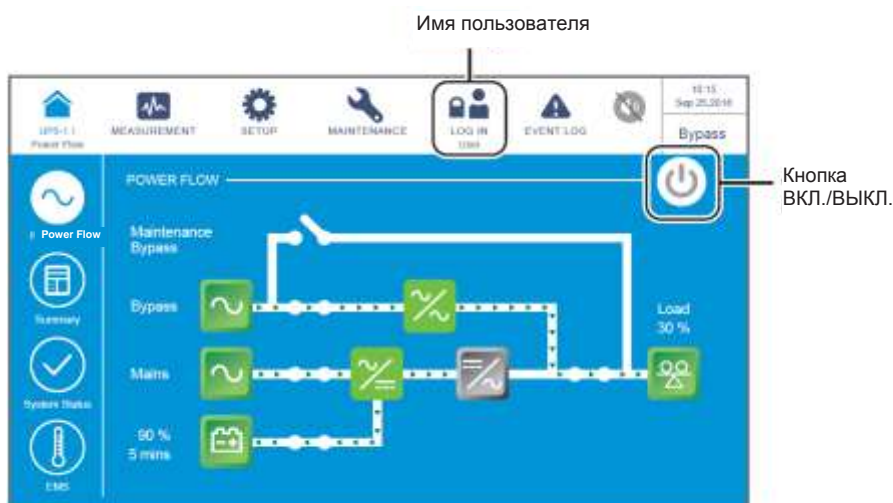 Имя пользователя
10:15
Sep 25,2018
UPS-1.1
Power Flow
MEASUREMENT
SETUP
MAINTENANCE
LOG IN
User
EVENT LOG
Bypass
Кнопка
ВКЛ./ВЫКЛ.
POWER FLOW
Power Flow
Maintenance
Bypass
Bypass
Load
30 %
Summary
Mains
System Status
90 %
5 mins
EMS